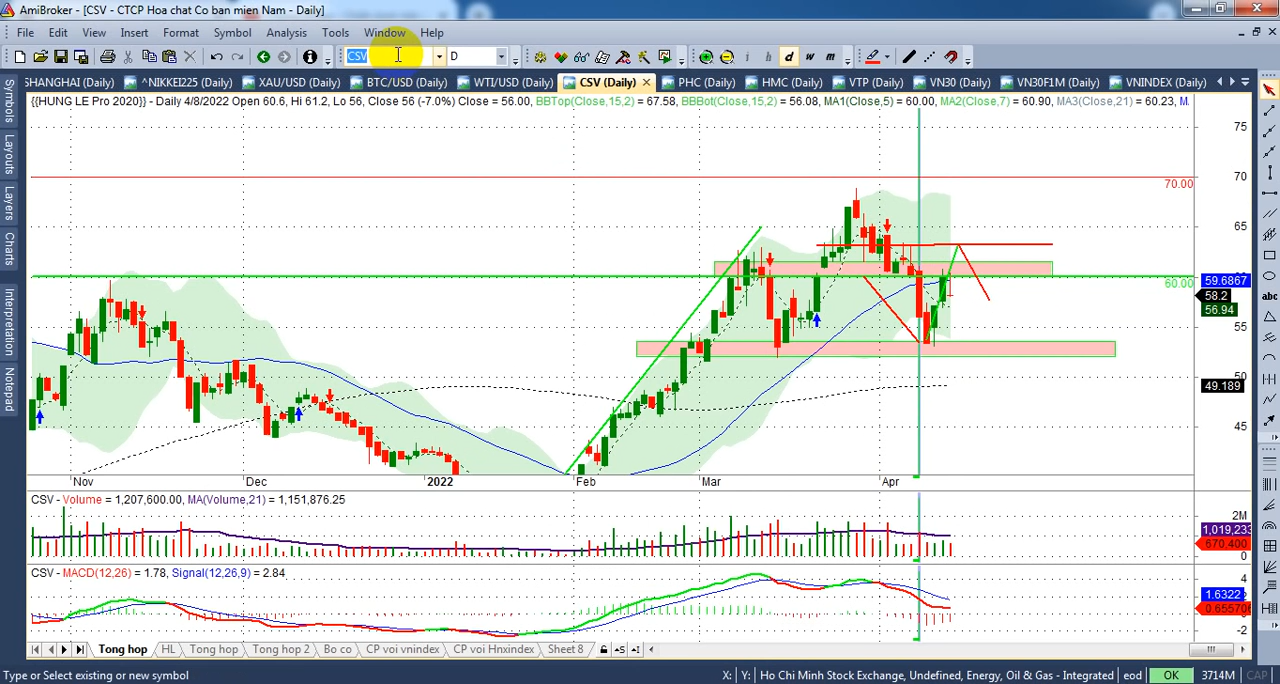 AmiBroker - [CSV - CTCP Hoa chat Co ban mien Nam - Daily]
File Edit View Insert Format Symbol Analysis Tools Window Help
CSV D i h d w m
SHANGHAI (Daily) ^NIKKEI225 (Daily) XAU/USD (Daily) BTC/USD (Daily) WTI/USD (Daily) CSV (Daily) PHC (Daily) HMC (Daily) VTP (Daily) VN30 (Daily) VN30F1M (Daily) VNINDEX (Daily)
{{HUNG LE Pro 2020}} - Daily 4/8/2022 Open 60.6, Hi 61.2, Lo 56, Close 56 (-7.0%) Close = 56.00, BBTop(Close,15,2) = 67.58, BBBot(Close,15,2) = 56.08, MA1(Close,5) = 60.00, MA2(Close,7) = 60.90, MA3(Close,21) = 60.23, M.
Symbols
Layouts
Layers
Charts
Interpretation
Notepad
abc
75
70
70.00
65
60.00
59.6867
58.2
56.94
55
50
49.189
45
Nov Dec 2022 Feb Mar Apr
CSV - Volume = 1,207,600.00, MA(Volume,21) = 1,151,876.25
2M
1,019,233
670,400
0
CSV - MACD(12,26) = 1.78, Signal(12,26,9) = 2.84
4
1.6322
0.655706
-2
Tong hop HL Tong hop Tong hop 2 Bo co CP voi vnindex CP voi Hnxindex Sheet 8
Type or Select existing or new symbol X: Y: Ho Chi Minh Stock Exchange, Undefined, Energy, Oil & Gas - Integrated eod OK 3714M CAP